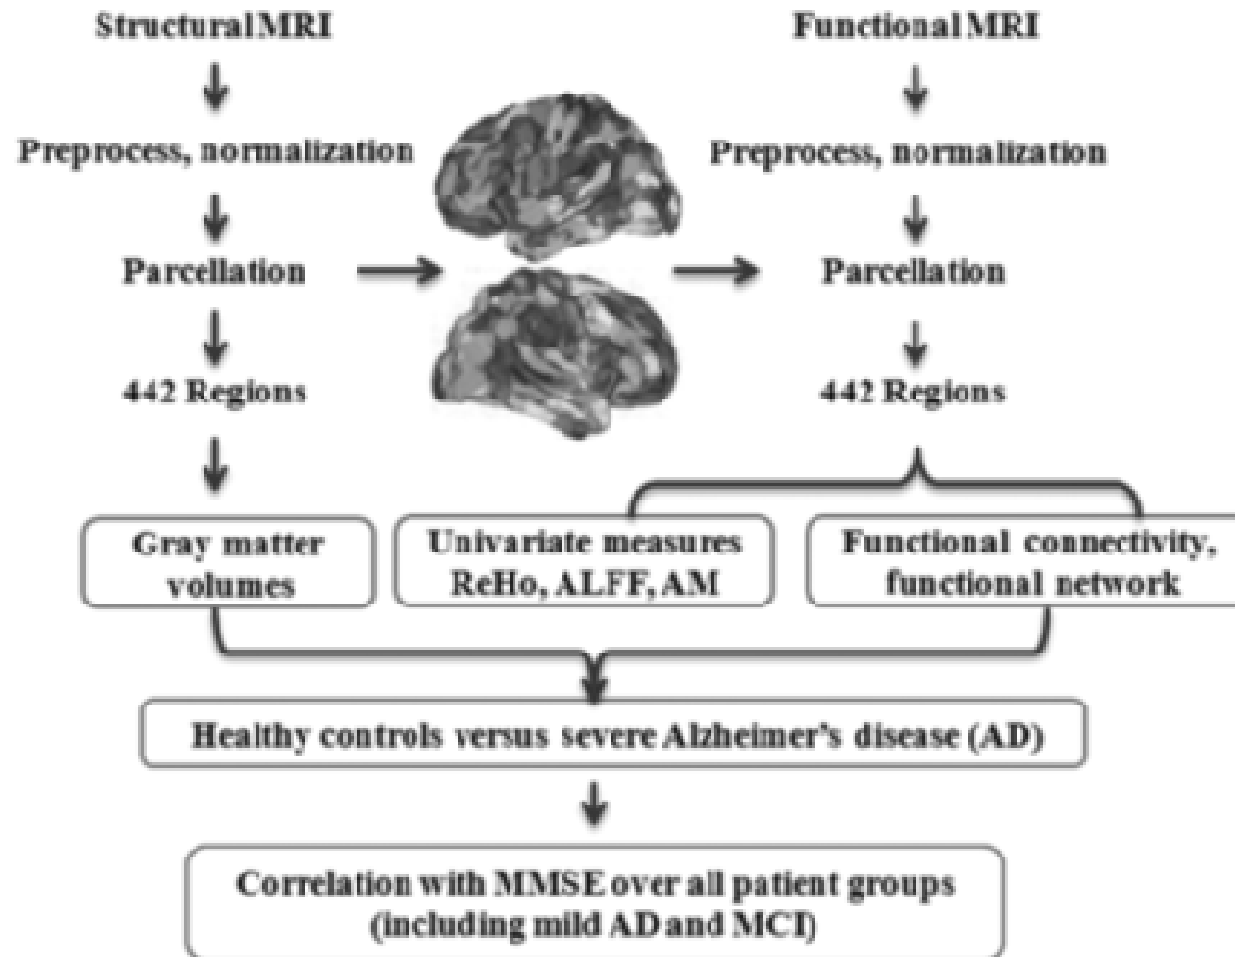 Structural MRI
Functional MRI
Preprocess, normalization
Preprocess, normalization
Parcellation
Parcellation
442 Regions
442 Regions
Gray matter
volumes
Univariate measures
ReHo, ALFF, AM
Functional connectivity,
functional network
Healthy controls versus severe Alzheimer's disease (AD)
Correlation with MMSE over all patient groups
(including mild AD and MCI)